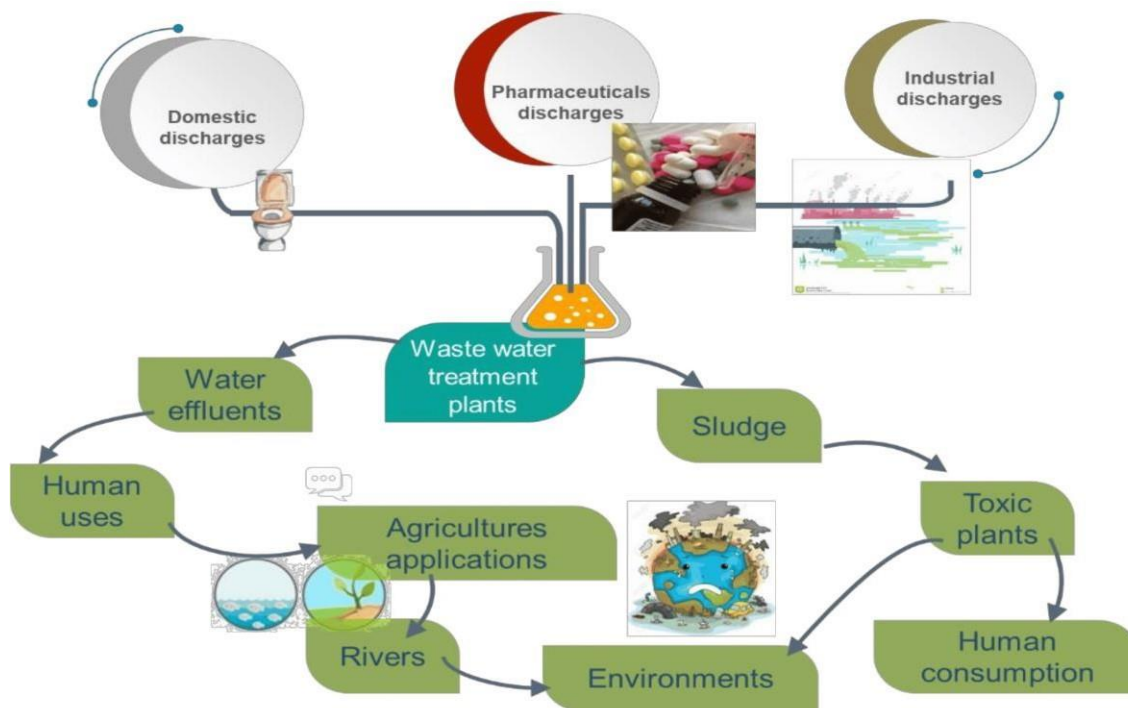 Domestic
discharges
Pharmaceuticals
discharges
Industrial
discharges
Waste water
treatment
plants
Water
effluents
Sludge
Human
uses
Agricultures
applications
Toxic
plants
Rivers
Environments
Human
consumption